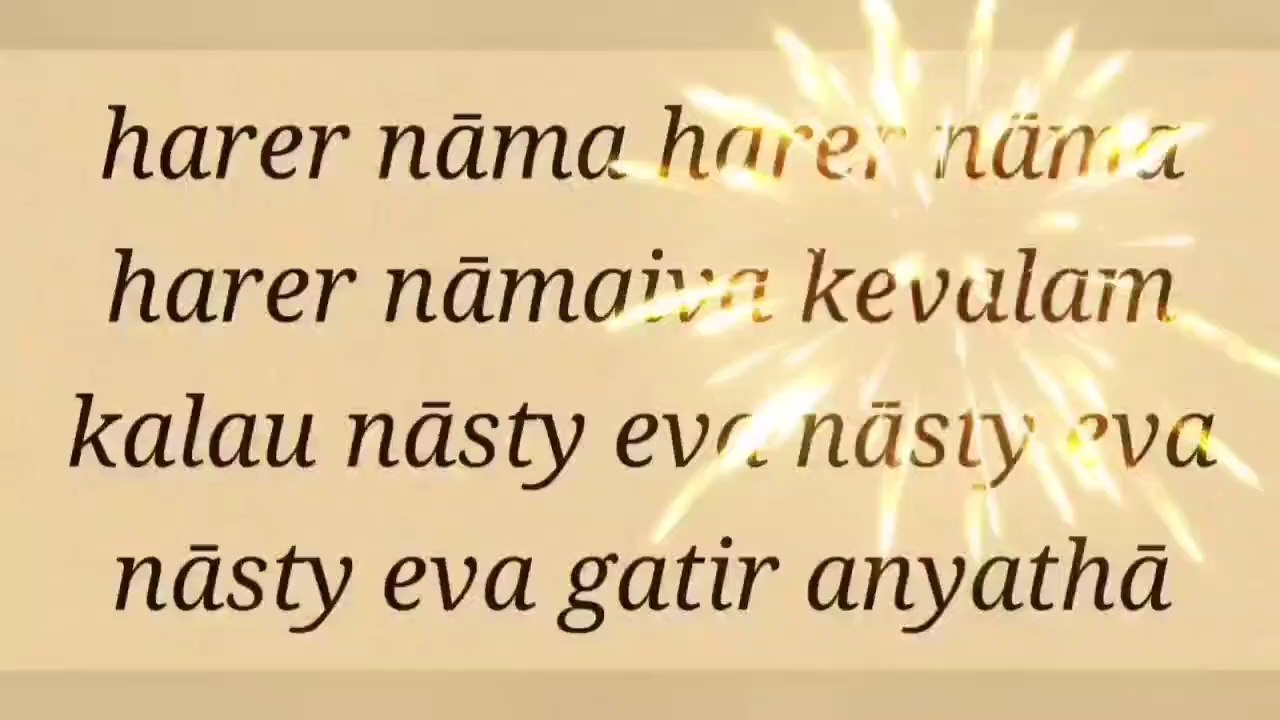 harer nāma harer nāma
harer nāmaiva kevalam
kalau nāsty eva nāsty eva
nāsty eva gatir anyathā